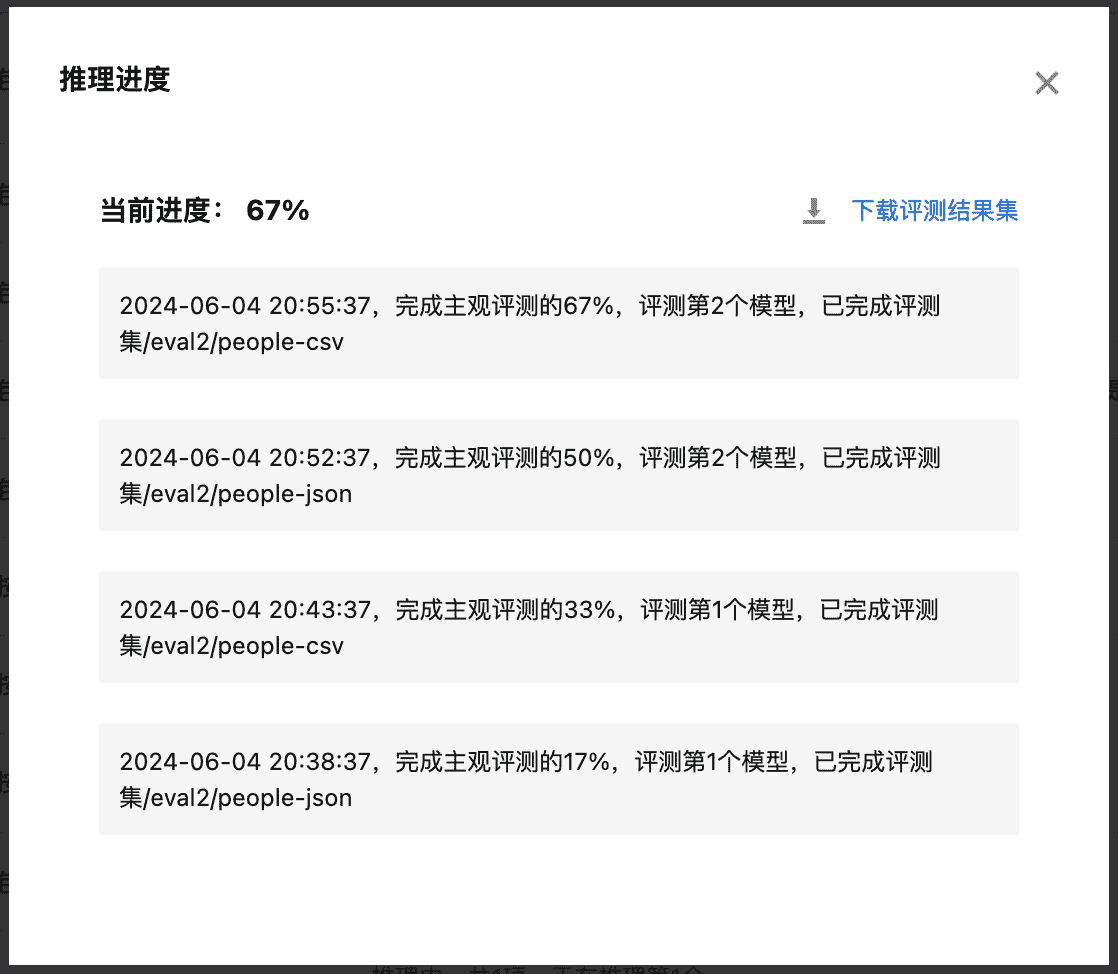 推理进度
当前进度： 67%
下载评测结果集
2024-06-04 20:55:37，完成主观评测的67%，评测第2个模型，已完成评测
集/eval2/people-csv
2024-06-04 20:52:37，完成主观评测的50%，评测第2个模型，已完成评测
集/eval2/people-json
2024-06-04 20:43:37，完成主观评测的33%，评测第1个模型，已完成评测
集/eval2/people-csv
2024-06-04 20:38:37，完成主观评测的17%，评测第1个模型，已完成评测
集/eval2/people-json